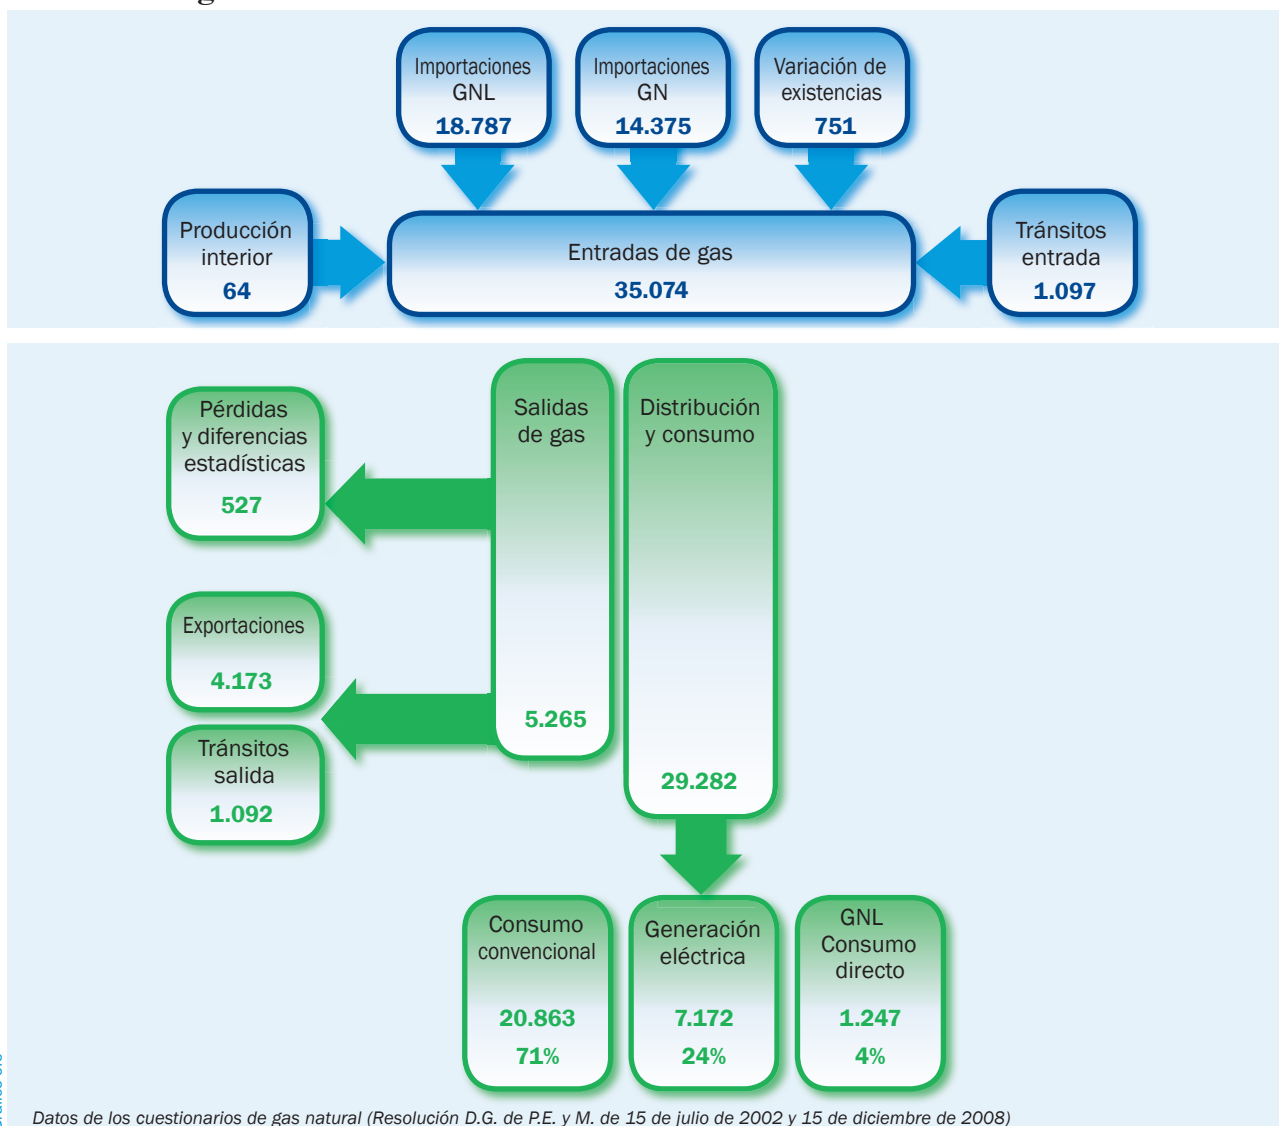 Importaciones
GNL
18.787
Importaciones
GN
14.375
Variación de
existencias
751
Producción
interior
64
Entradas de gas
35.074
Tránsitos
entrada
1.097
Pérdidas
y diferencias
estadísticas
527
Salidas
de gas
5.265
Distribución
y consumo
29.282
Exportaciones
4.173
Tránsitos
salida
1.092
Consumo
convencional
20.863
71%
Generación
eléctrica
7.172
24%
GNL
Consumo
directo
1.247
4%
Datos de los cuestionarios de gas natural (Resolución D.G. de P.E. y M. de 15 de julio de 2002 y 15 de diciembre de 2008)